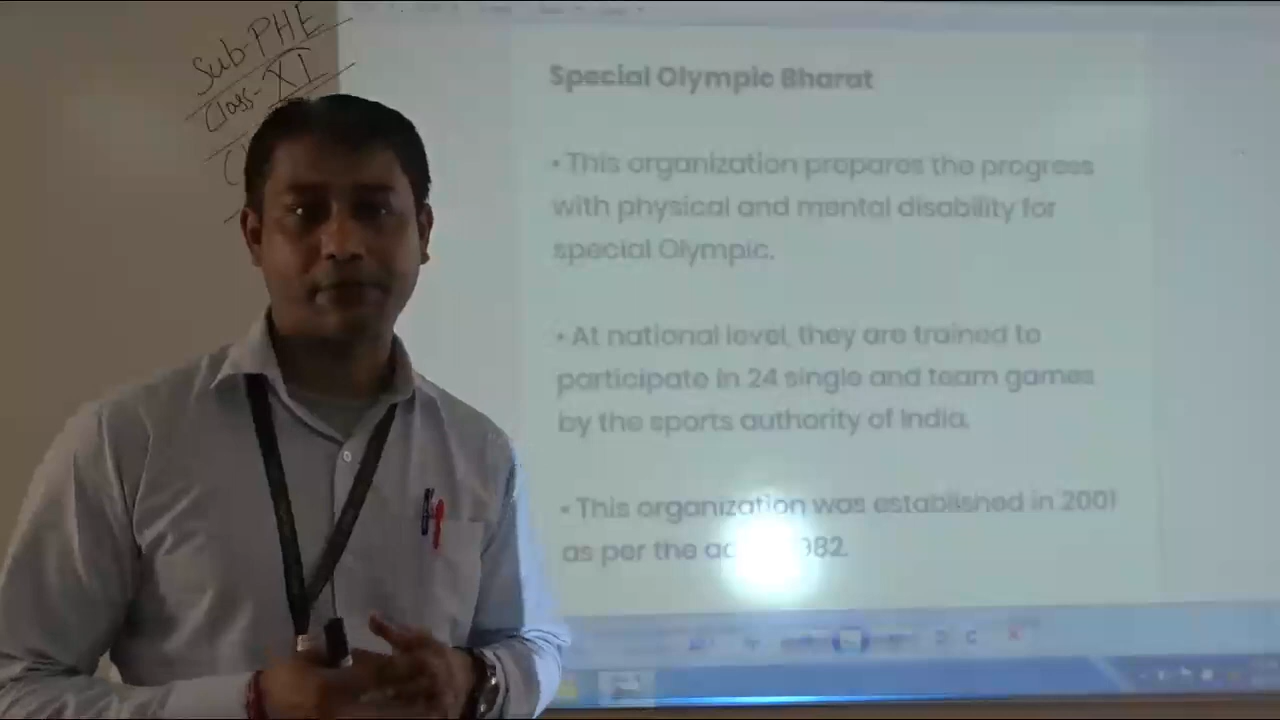 Sub-PHE
Class-XI
Special Olympic Bharat
• This organization prepares the progress
with physical and mental disability for
special Olympic.
• At national level, they are trained to
participate in 24 single and team games
by the sports authority of India.
• This organization was established in 2001
as per the 982.